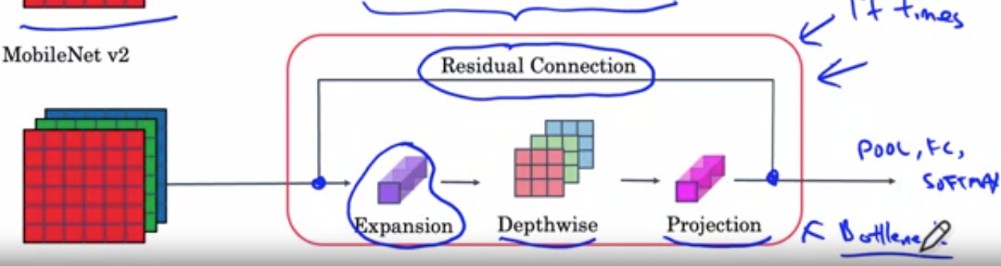 17 times
MobileNet v2
Residual Connection
POOL, FC,
SOFTMAX
Expansion
Depthwise
Projection
Bottlene